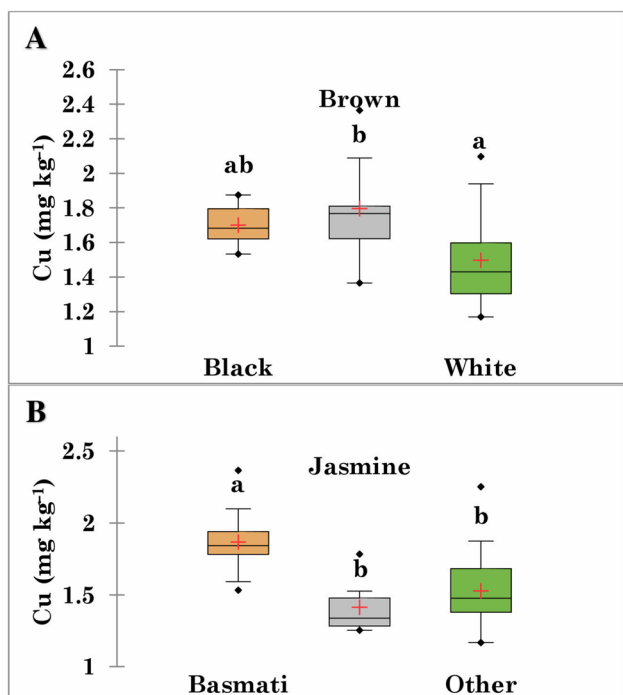 A
2.6
2.4
2.2
2
1.8
1.6
1.4
1.2
1
Cu (mg kg⁻¹)
Brown
ab
b
a
Black
White
B
2.5
2
1.5
1
Cu (mg kg⁻¹)
Jasmine
a
b
b
Basmati
Other